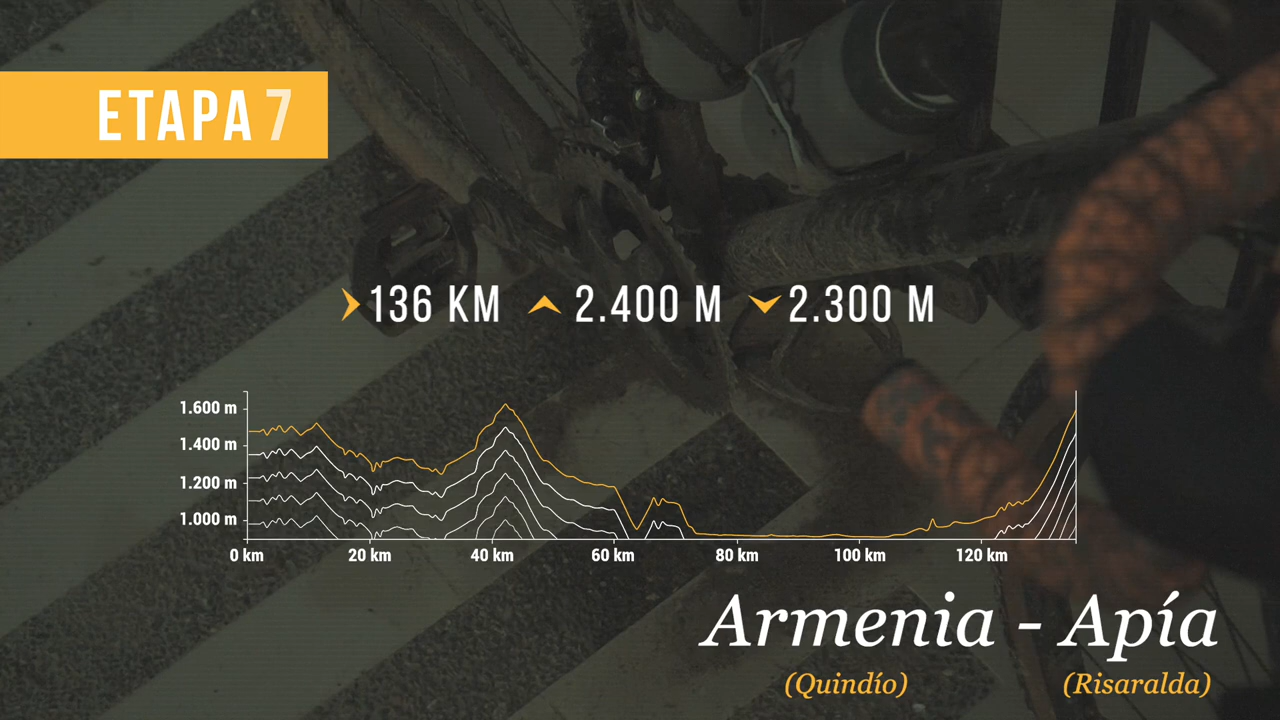 ETAPA 7
136 KM 2.400 M 2.300 M
1.600 m
1.400 m
1.200 m
1.000 m
0 km 20 km 40 km 60 km 80 km 100 km 120 km
Armenia - Apía
(Quindío) (Risaralda)